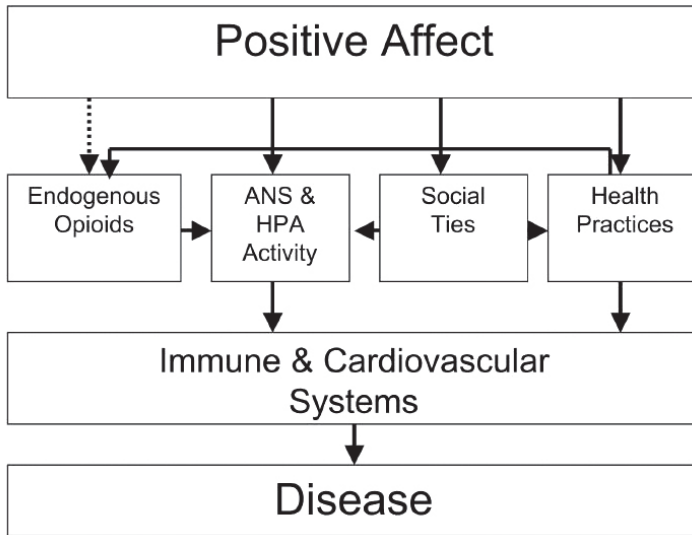 Positive Affect
Endogenous
Opioids
ANS &
HPA
Activity
Social
Ties
Health
Practices
Immune & Cardiovascular
Systems
Disease